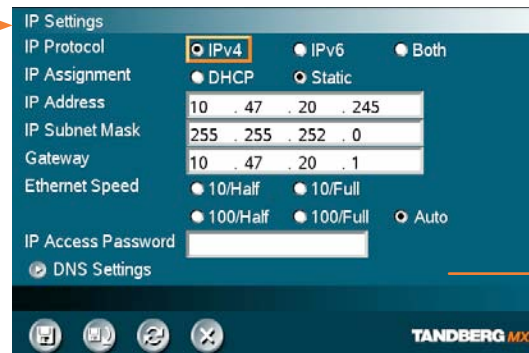 IP Settings
IP Protocol IPv4 IPv6 Both
IP Assignment DHCP Static
IP Address 10 . 47 . 20 . 245
IP Subnet Mask 255 . 255 . 252 . 0
Gateway 10 . 47 . 20 . 1
Ethernet Speed 10/Half 10/Full
100/Half 100/Full Auto
IP Access Password
DNS Settings
TANDBERG MX